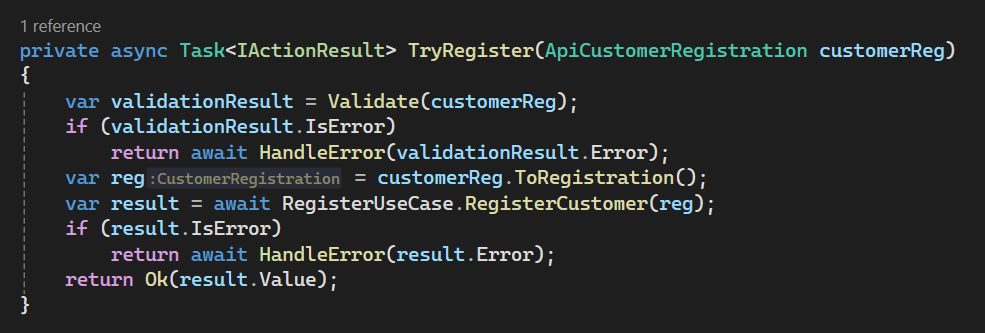 1 reference
private async Task<IActionResult> TryRegister(ApiCustomerRegistration customerReg)
{
    var validationResult = Validate(customerReg);
    if (validationResult.IsError)
        return await HandleError(validationResult.Error);
    var reg:CustomerRegistration = customerReg.ToRegistration();
    var result = await RegisterUseCase.RegisterCustomer(reg);
    if (result.IsError)
        return await HandleError(result.Error);
    return Ok(result.Value);
}